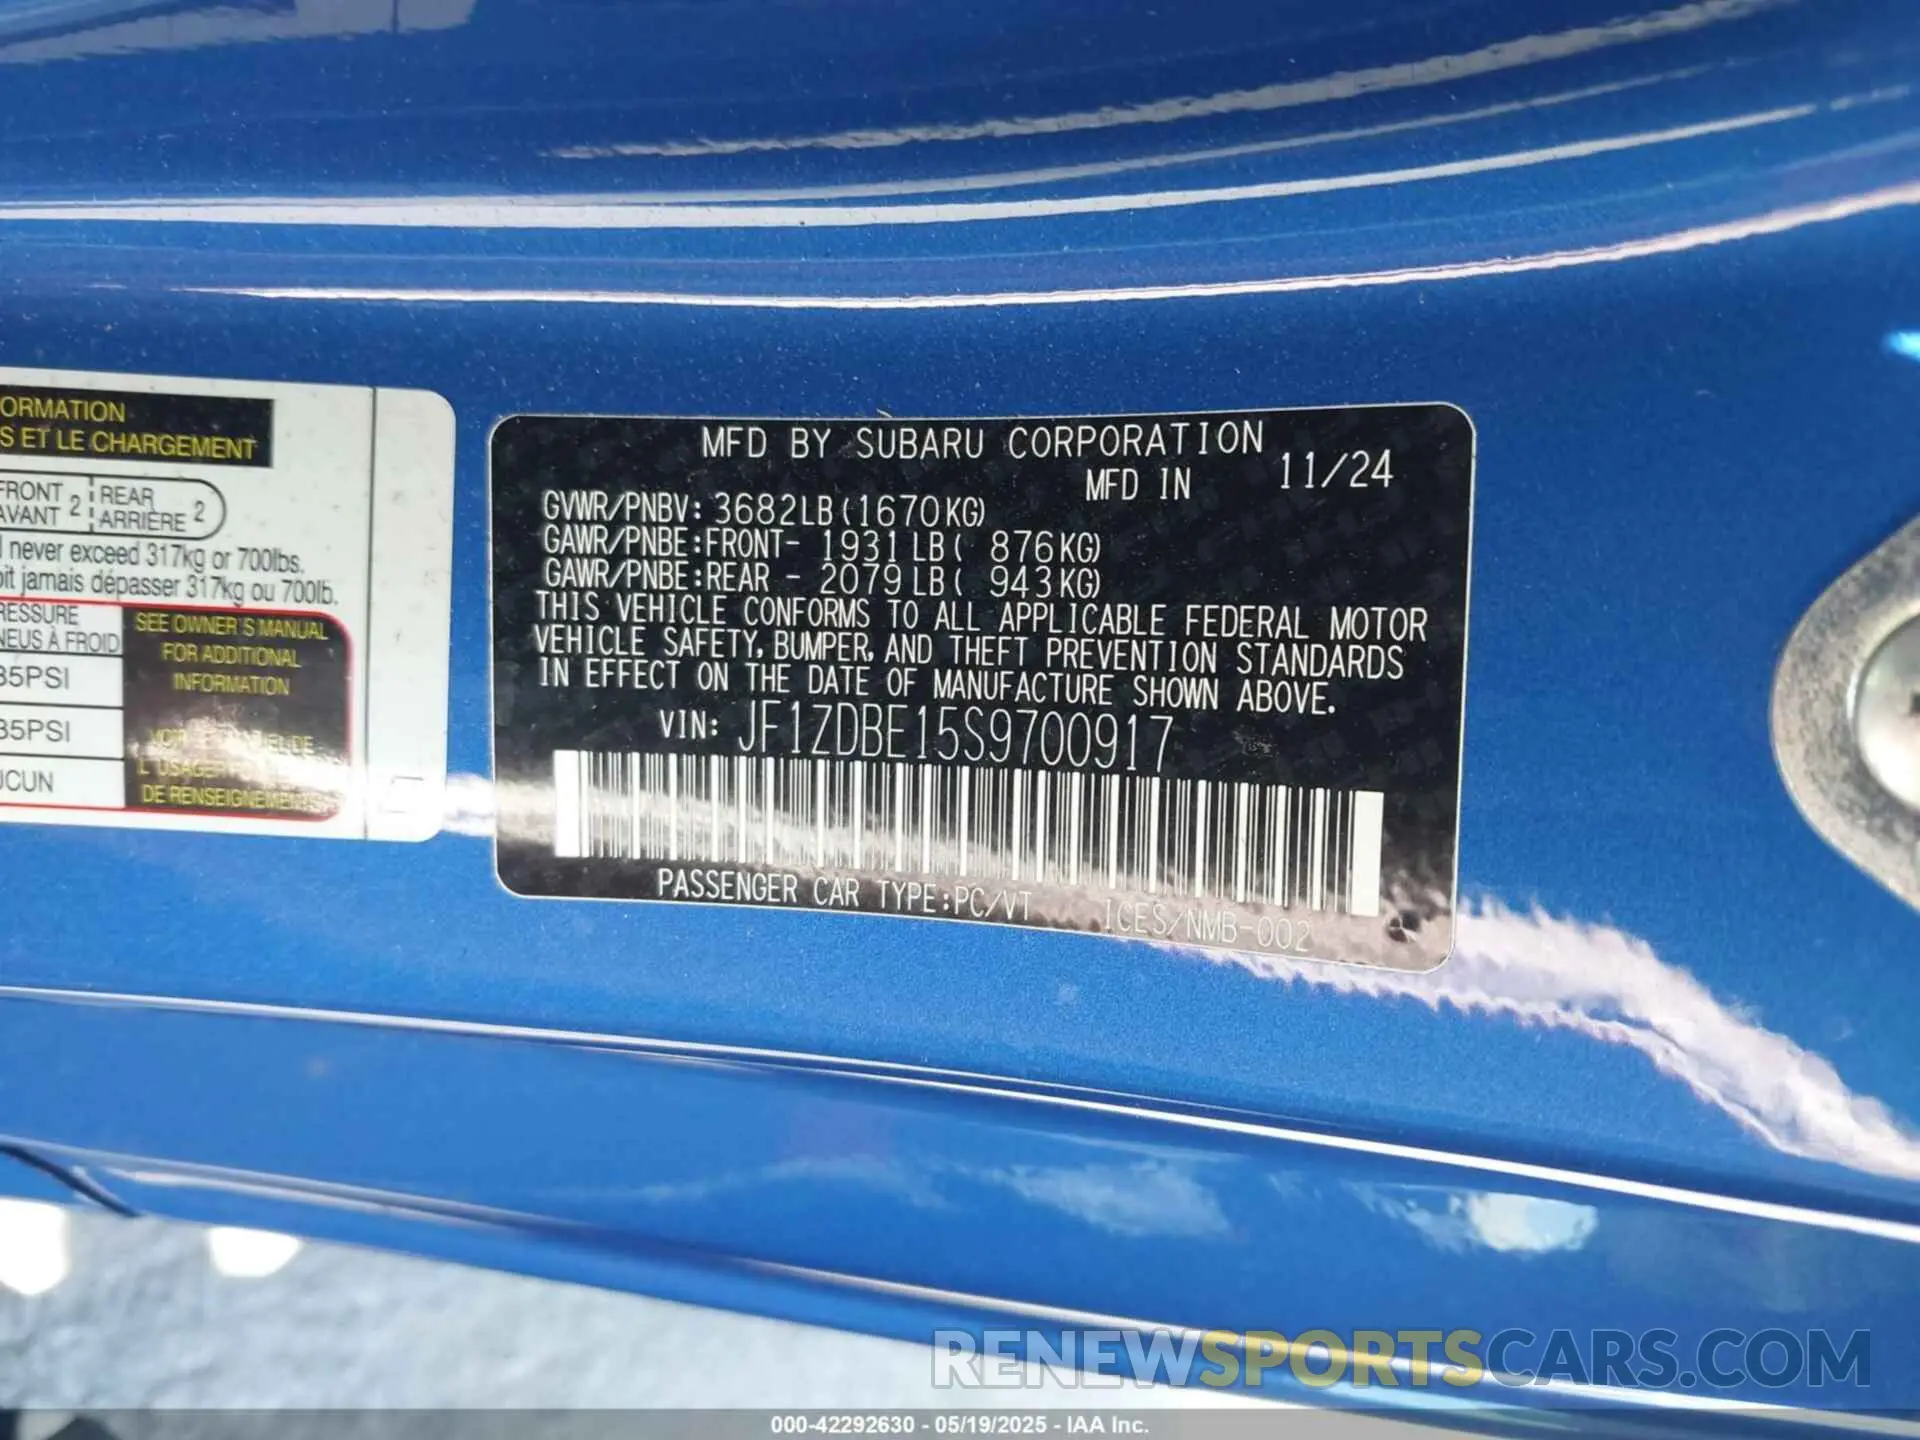 ORMATION
S ET LE CHARGEMENT
FRONT 2 REAR 2
AVANT ARRIÈRE
never exceed 317kg or 700lbs.
oit jamais dépasser 317kg ou 700lb.
RESSURE
NEUS À FROID
35PSI
35PSI
UCUN
SEE OWNER'S MANUAL
FOR ADDITIONAL
INFORMATION
L'USAGER
DE RENSEIGNEMENTS
MFD BY SUBARU CORPORATION
MFD IN 11/24
GVWR/PNBV: 3682LB(1670KG)
GAWR/PNBE:FRONT- 1931LB( 876KG)
GAWR/PNBE:REAR - 2079LB( 943KG)
THIS VEHICLE CONFORMS TO ALL APPLICABLE FEDERAL MOTOR
VEHICLE SAFETY, BUMPER, AND THEFT PREVENTION STANDARDS
IN EFFECT ON THE DATE OF MANUFACTURE SHOWN ABOVE.
VIN: JF1ZDBE15S9700917
PASSENGER CAR TYPE:PC/VT ICES/NMB-002
RENEWSPORTSCARS.COM
000-42292630 - 05/19/2025 - IAA Inc.